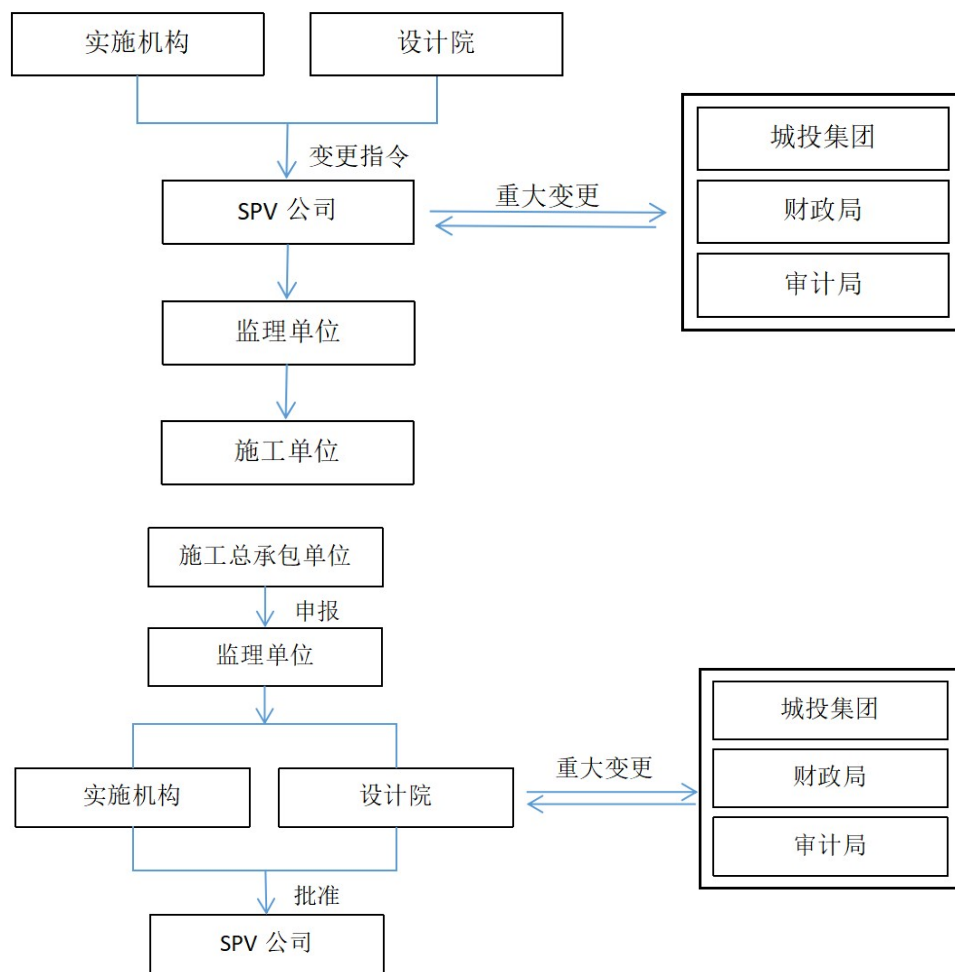 实施机构
设计院
变更指令
SPV 公司
重大变更
城投集团
财政局
审计局
监理单位
施工单位
施工总承包单位
申报
监理单位
实施机构
设计院
重大变更
城投集团
财政局
审计局
批准
SPV 公司